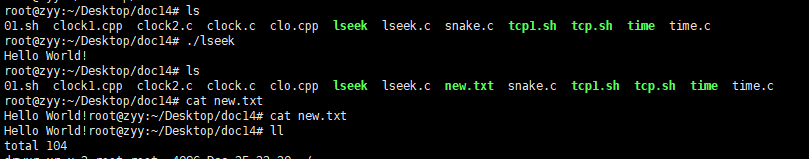 root@zyy:~/Desktop/doc14# ls
01.sh clock1.cpp clock2.c clock.c clo.cpp lseek lseek.c snake.c tcp1.sh tcp.sh time time.c
root@zyy:~/Desktop/doc14# ./lseek
Hello World!
root@zyy:~/Desktop/doc14# ls
01.sh clock1.cpp clock2.c clock.c clo.cpp lseek lseek.c new.txt snake.c tcp1.sh tcp.sh time time.c
root@zyy:~/Desktop/doc14# cat new.txt
Hello World!root@zyy:~/Desktop/doc14# cat new.txt
Hello World!root@zyy:~/Desktop/doc14# ll
total 104